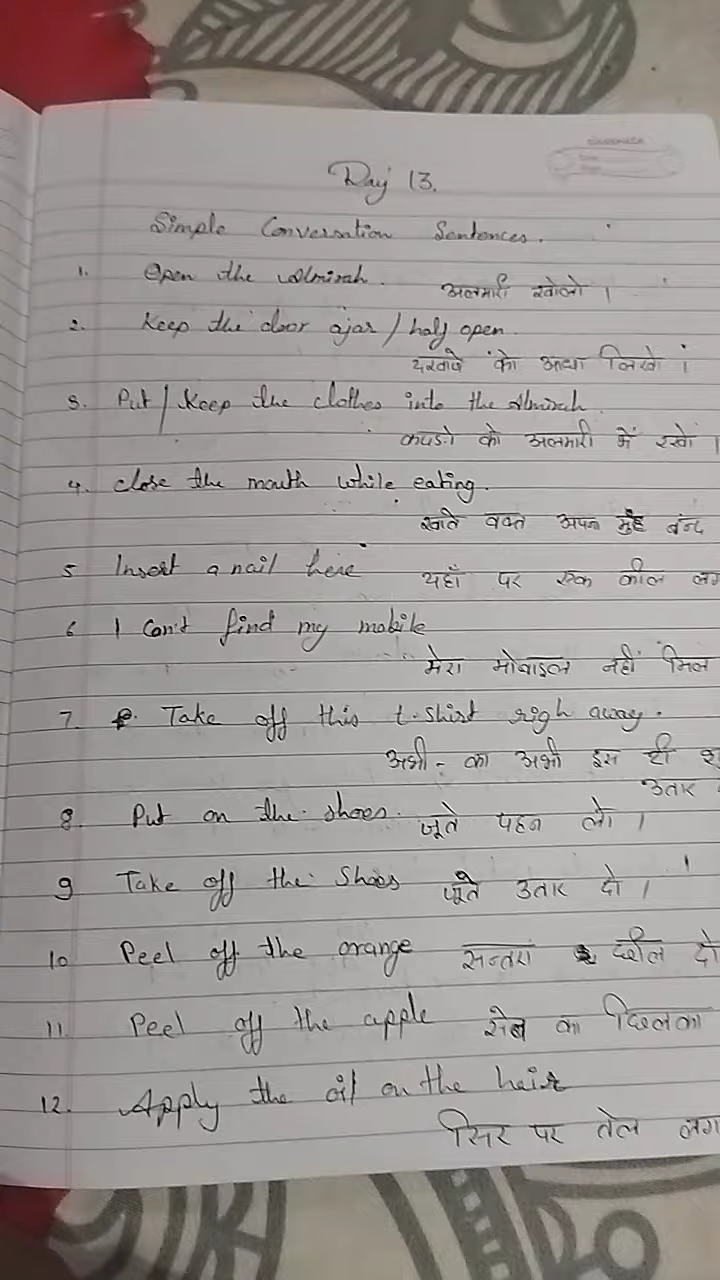 Day 13.
Simple Conversation Sentences.
1. Open the almirah.
अलमारी खोलो ।
2. Keep the door ajar / half open.
को आधा
3. Put / Keep the clothes into the almirah.
को अलमारी में रखो ।
4. Close the mouth while eating.
खाते वक्त अपना मुँह बन्द
5 Insert a nail here
यहाँ पर एक कील लग
6 I can't find my mobile
मेरा मोबाइल नहीं मिल
7 Take off this t-shirt righ away.
अभी - का अभी इस टी
उतार
8 Put on the shoes. जूते पहन लो ।
9 Take off the shoes जूते उतार दो ।
10 Peel off the orange सन्तरा दो
11. Peel off the apple सेब का
12. Apply the oil on the hair
सिर पर तेल लग